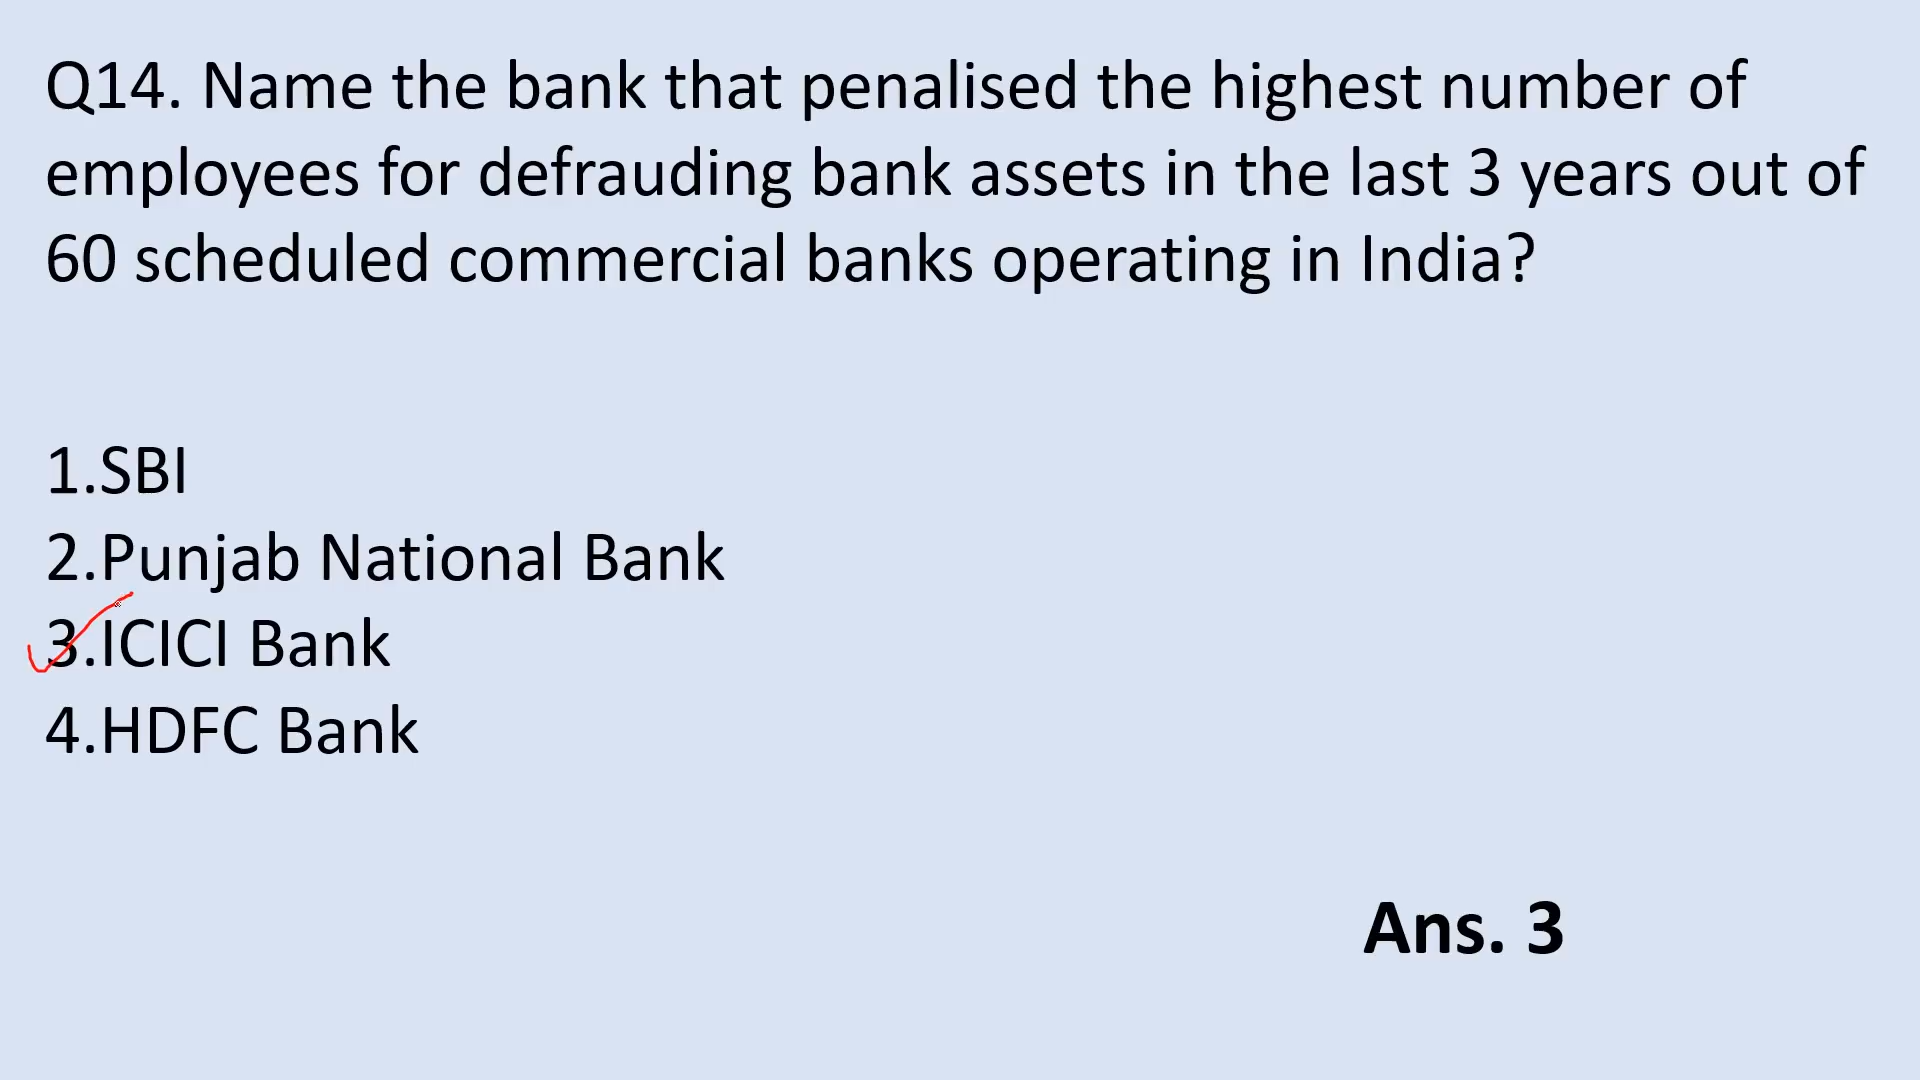 Q14. Name the bank that penalised the highest number of
employees for defrauding bank assets in the last 3 years out of
60 scheduled commercial banks operating in India?
1.SBI
2.Punjab National Bank
3.ICICI Bank
4.HDFC Bank
Ans. 3